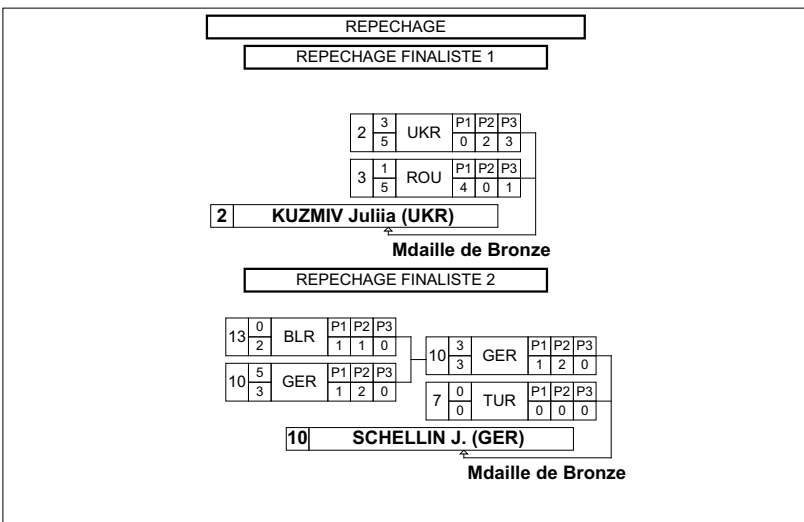 REPECHAGE
REPECHAGE FINALISTE 1
2 3 UKR P1 P2 P3
5 0 2 3
3 1 ROU P1 P2 P3
5 4 0 1
2 KUZMIV Juliia (UKR)
Mdaille de Bronze
REPECHAGE FINALISTE 2
13 0 BLR P1 P2 P3
2 1 1 0
10 5 GER P1 P2 P3
3 1 2 0
10 3 GER P1 P2 P3
3 1 2 0
7 0 TUR P1 P2 P3
0 0 0 0
10 SCHELLIN J. (GER)
Mdaille de Bronze